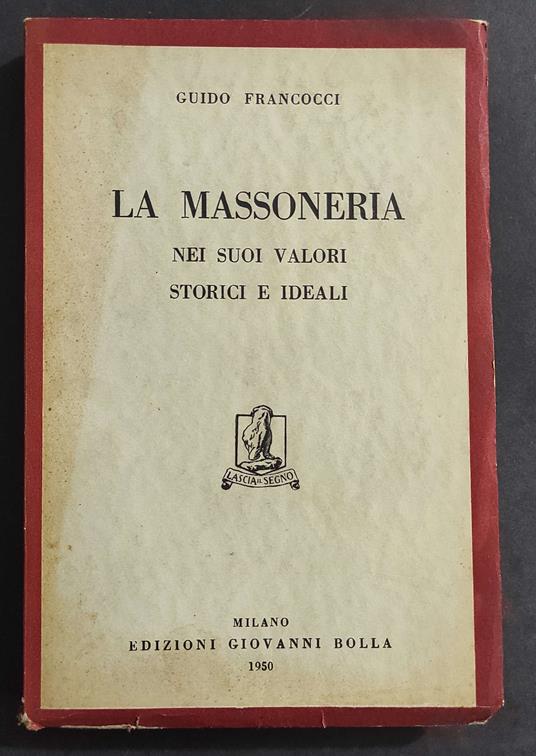 GUIDO FRANCOCCI
LA MASSONERIA
NEI SUOI VALORI
STORICI E IDEALI
LASCIA IL SEGNO
MILANO
EDIZIONI GIOVANNI BOLLA
1950